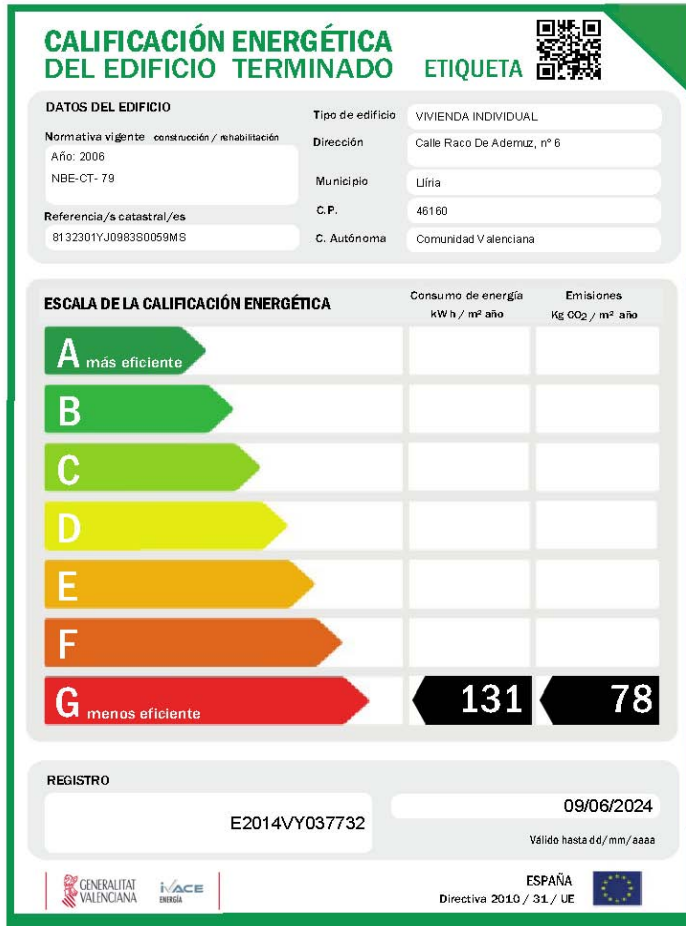 CALIFICACIÓN ENERGÉTICA
DEL EDIFICIO TERMINADO ETIQUETA
DATOS DEL EDIFICIO
Normativa vigente construcción / rehabilitación
Año: 2006
NBE-CT- 79
Referencia/s catastral/es
8132301YJ0983S0059MS
Tipo de edificio VIVIENDA INDIVIDUAL
Dirección Calle Raco De Ademuz, nº 6
Municipio Llíria
C.P. 46160
C. Autónoma Comunidad Valenciana
ESCALA DE LA CALIFICACIÓN ENERGÉTICA
Consumo de energía
kW h / m² año
Emisiones
Kg CO2 / m² año
A más eficiente
B
C
D
E
F
G menos eficiente 131 78
REGISTRO
E2014VY037732
09/06/2024
Válido hasta dd/mm/aaaa
GENERALITAT
VALENCIANA
iVACE
ENERGÍA
ESPAÑA
Directiva 2010 / 31 / UE